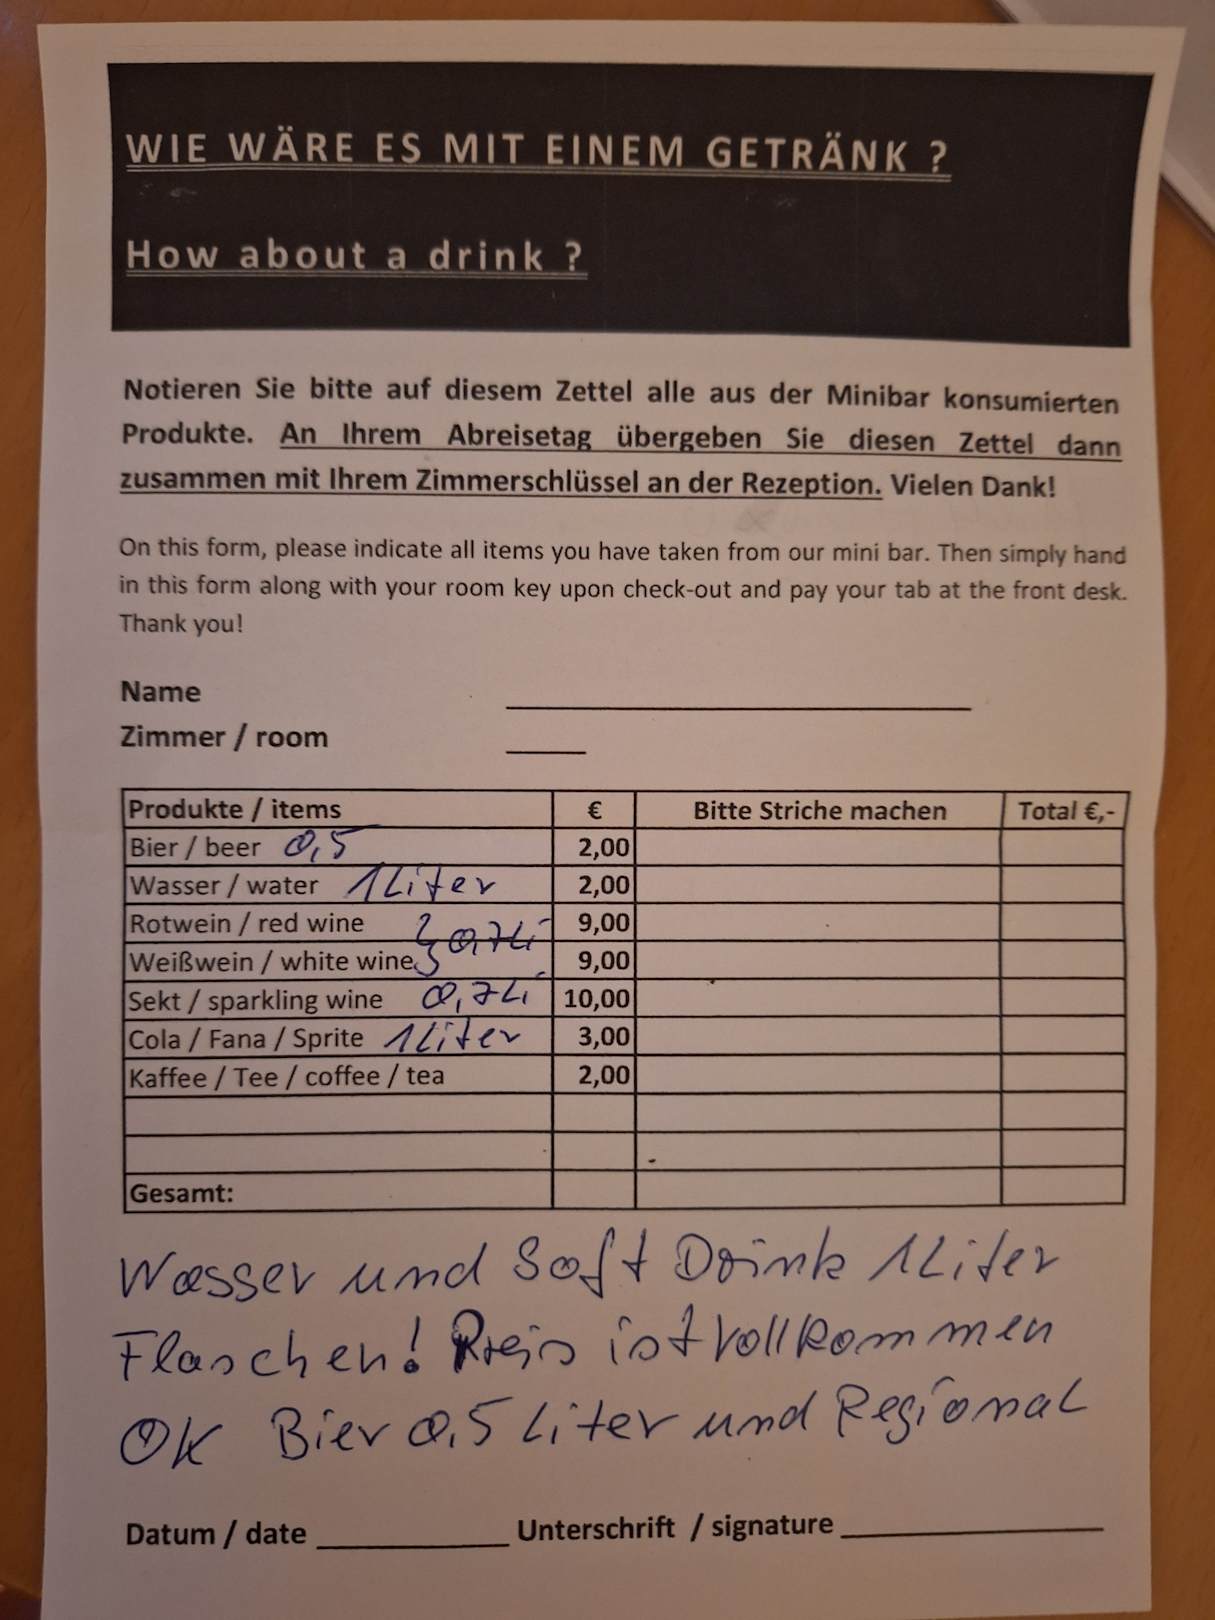 WIE WÄRE ES MIT EINEM GETRÄNK ?
How about a drink ?
Notieren Sie bitte auf diesem Zettel alle aus der Minibar konsumierten
Produkte. An Ihrem Abreisetag übergeben Sie diesen Zettel dann
zusammen mit Ihrem Zimmerschlüssel an der Rezeption. Vielen Dank!
On this form, please indicate all items you have taken from our mini bar. Then simply hand
in this form along with your room key upon check-out and pay your tab at the front desk.
Thank you!
Name
Zimmer / room
Produkte / items € Bitte Striche machen Total €,-
Bier / beer 0,5 2,00
Wasser / water 1Liter 2,00
Rotwein / red wine 9,00
0,7Li
Weißwein / white wine 9,00
Sekt / sparkling wine 0,7Li 10,00
Cola / Fana / Sprite 1Liter 3,00
Kaffee / Tee / coffee / tea 2,00
Gesamt:
Wasser und Soft Drink 1Liter
Flaschen! Preis ist vollkommen
OK Bier 0,5 Liter und Regional
Datum / date Unterschrift / signature